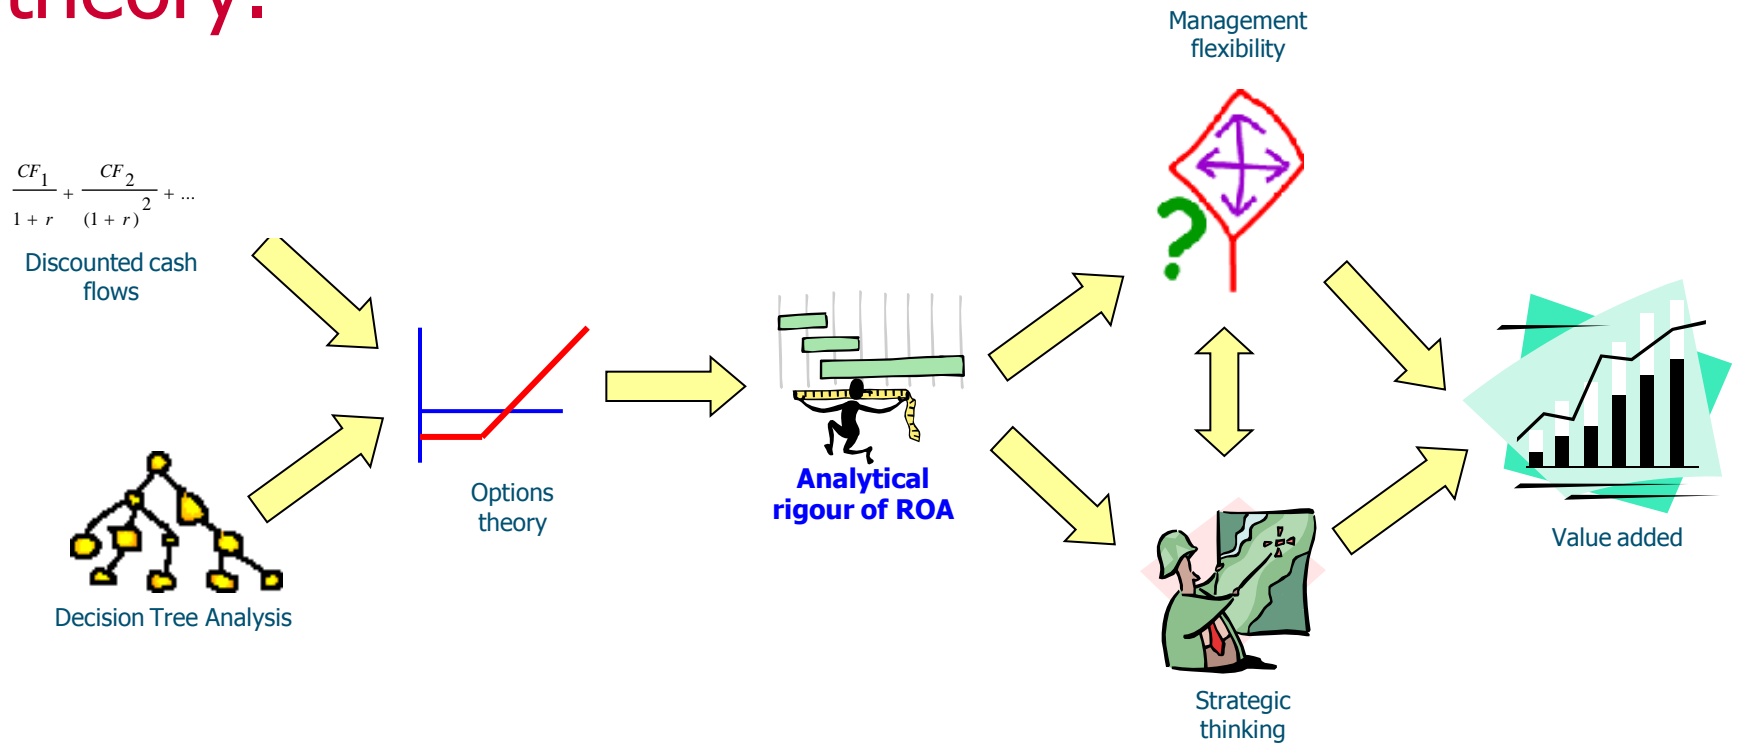 theory.
Management
flexibility
CF1 / 1 + r + CF2 / (1 + r)^2 + ...
Discounted cash
flows
Options
theory
Analytical
rigour of ROA
Value added
Decision Tree Analysis
Strategic
thinking
?